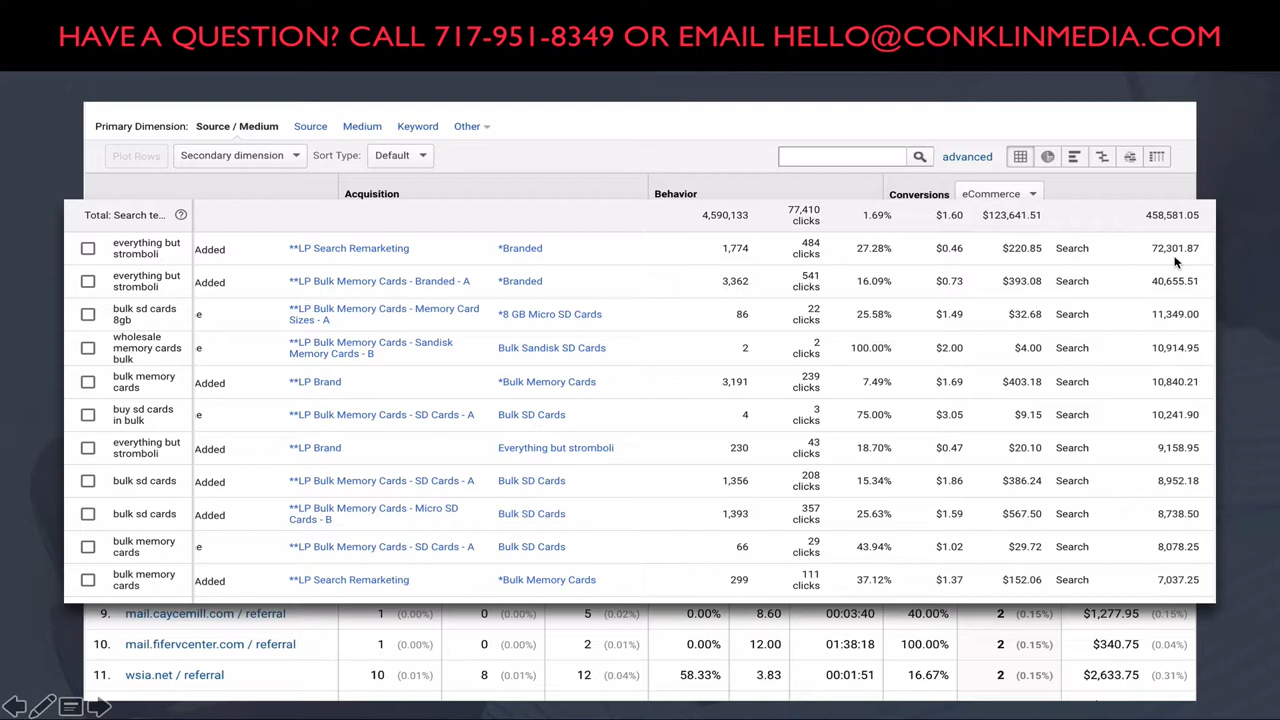 HAVE A QUESTION? CALL 717-951-8349 OR EMAIL HELLO@CONKLINMEDIA.COM
Primary Dimension: Source / Medium Source Medium Keyword Other
Plot Rows Secondary dimension Sort Type: Default advanced
Acquisition Behavior Conversions eCommerce
Total: Search te... ? 4,590,133 77,410 clicks 1.69% $1.60 $123,641.51 458,581.05
everything but stromboli Added **LP Search Remarketing *Branded 1,774 484 clicks 27.28% $0.46 $220.85 Search 72,301.87
everything but stromboli Added **LP Bulk Memory Cards - Branded - A *Branded 3,362 541 clicks 16.09% $0.73 $393.08 Search 40,655.51
bulk sd cards 8gb e **LP Bulk Memory Cards - Memory Card Sizes - A *8 GB Micro SD Cards 86 22 clicks 25.58% $1.49 $32.68 Search 11,349.00
wholesale memory cards bulk e **LP Bulk Memory Cards - Sandisk Memory Cards - B Bulk Sandisk SD Cards 2 2 clicks 100.00% $2.00 $4.00 Search 10,914.95
bulk memory cards Added **LP Brand *Bulk Memory Cards 3,191 239 clicks 7.49% $1.69 $403.18 Search 10,840.21
buy sd cards in bulk e **LP Bulk Memory Cards - SD Cards - A Bulk SD Cards 4 3 clicks 75.00% $3.05 $9.15 Search 10,241.90
everything but stromboli Added **LP Brand Everything but stromboli 230 43 clicks 18.70% $0.47 $20.10 Search 9,158.95
bulk sd cards Added **LP Bulk Memory Cards - SD Cards - A Bulk SD Cards 1,356 208 clicks 15.34% $1.86 $386.24 Search 8,952.18
bulk sd cards Added **LP Bulk Memory Cards - Micro SD Cards - B Bulk SD Cards 1,393 357 clicks 25.63% $1.59 $567.50 Search 8,738.50
bulk memory cards e **LP Bulk Memory Cards - SD Cards - A Bulk SD Cards 66 29 clicks 43.94% $1.02 $29.72 Search 8,078.25
bulk memory cards Added **LP Search Remarketing *Bulk Memory Cards 299 111 clicks 37.12% $1.37 $152.06 Search 7,037.25
9. mail.caycemill.com / referral 1 (0.00%) 0 (0.00%) 5 (0.02%) 0.00% 8.60 00:03:40 40.00% 2 (0.15%) $1,277.95 (0.15%)
10. mail.fifervcenter.com / referral 1 (0.00%) 0 (0.00%) 2 (0.01%) 0.00% 12.00 01:38:18 100.00% 2 (0.15%) $340.75 (0.04%)
11. wsia.net / referral 10 (0.01%) 8 (0.01%) 12 (0.04%) 58.33% 3.83 00:01:51 16.67% 2 (0.15%) $2,633.75 (0.31%)